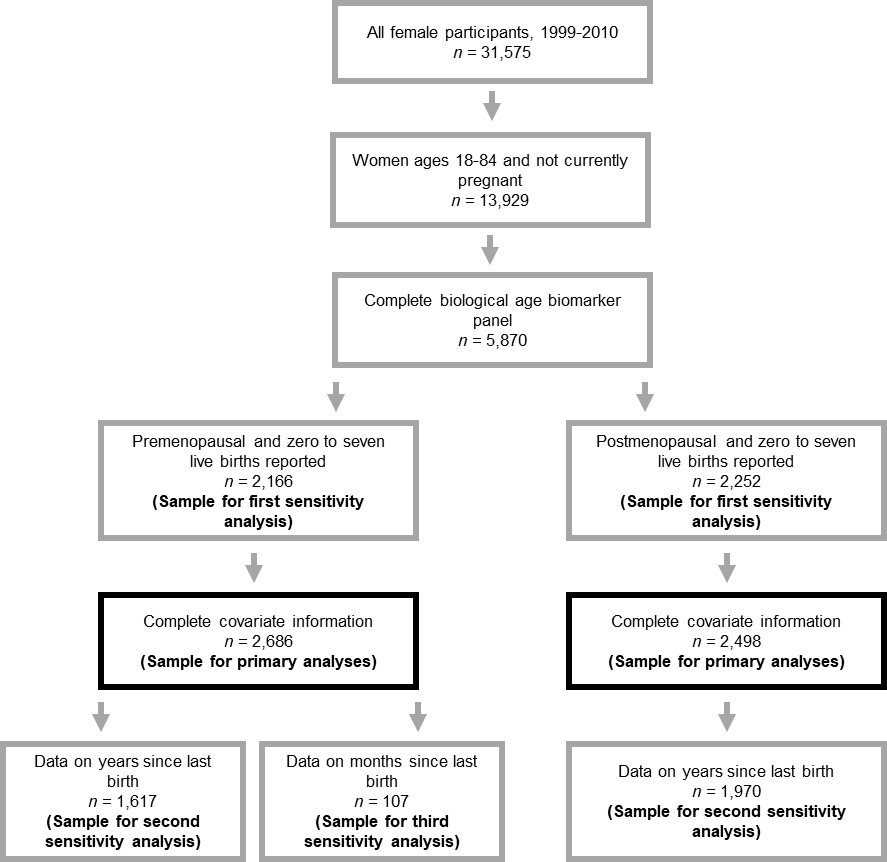 All female participants, 1999-2010
n = 31,575
Women ages 18-84 and not currently
pregnant
n = 13,929
Complete biological age biomarker
panel
n = 5,870
Premenopausal and zero to seven
live births reported
n = 2,166
(Sample for first sensitivity
analysis)
Postmenopausal and zero to seven
live births reported
n = 2,252
(Sample for first sensitivity
analysis)
Complete covariate information
n = 2,686
(Sample for primary analyses)
Complete covariate information
n = 2,498
(Sample for primary analyses)
Data on years since last
birth
n = 1,617
(Sample for second
sensitivity analysis)
Data on months since last
birth
n = 107
(Sample for third
sensitivity analysis)
Data on years since last birth
n = 1,970
(Sample for second sensitivity
analysis)